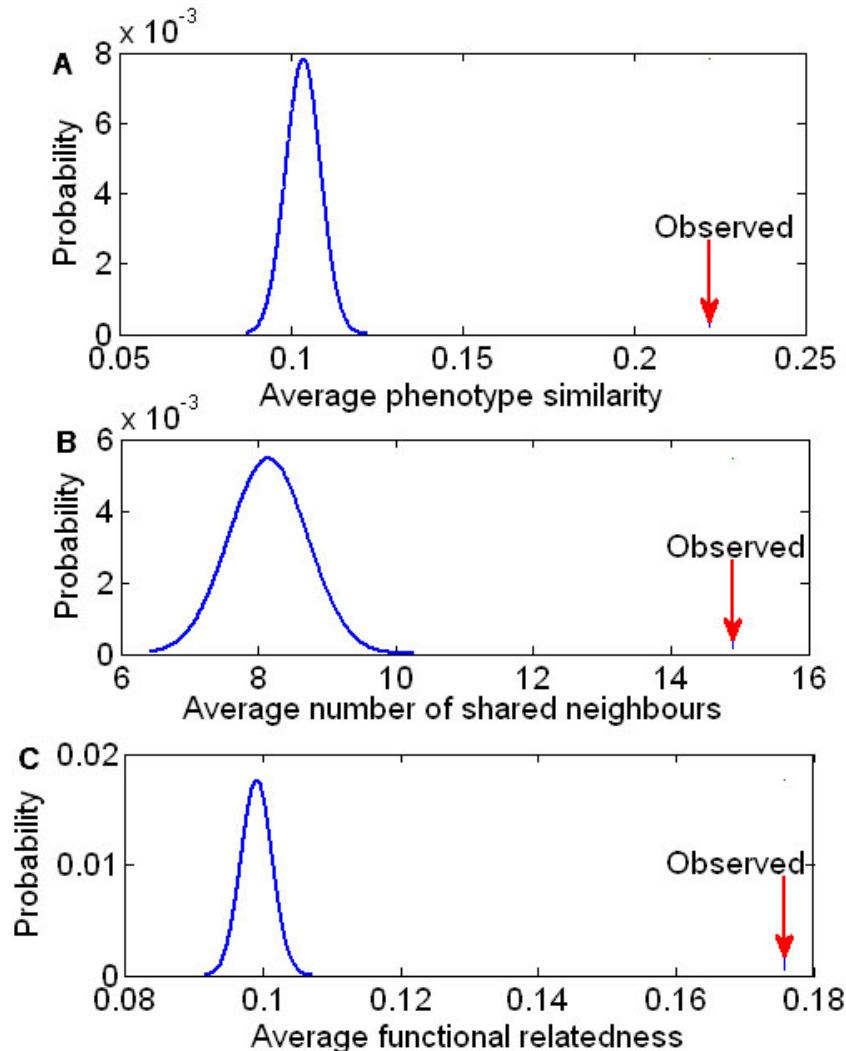 A
x 10^-3
Probability
8
6
4
2
0
0.05 0.1 0.15 0.2 0.25
Observed
Average phenotype similarity
B
x 10^-3
Probability
6
4
2
0
6 8 10 12 14 16
Observed
Average number of shared neighbours
C
Probability
0.02
0.01
0
0.08 0.1 0.12 0.14 0.16 0.18
Observed
Average functional relatedness